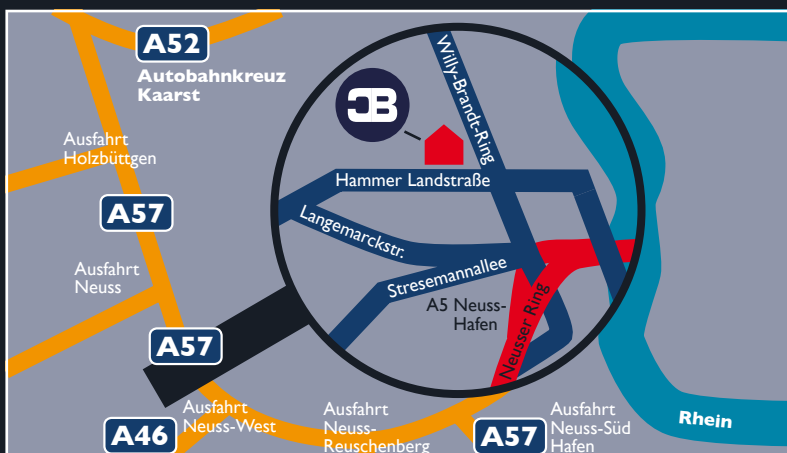 A52
Autobahnkreuz
Kaarst
Ausfahrt
Holzbüttgen
A57
Ausfahrt
Neuss
A57
A46
Ausfahrt
Neuss-West
Ausfahrt
Neuss-
Reuschenberg
A57
Ausfahrt
Neuss-Süd
Hafen
Rhein
Willy-Brandt-Ring
Hammer Landstraße
Langemarckstr.
Stresemannallee
A5 Neuss-
Hafen
Neusser Ring